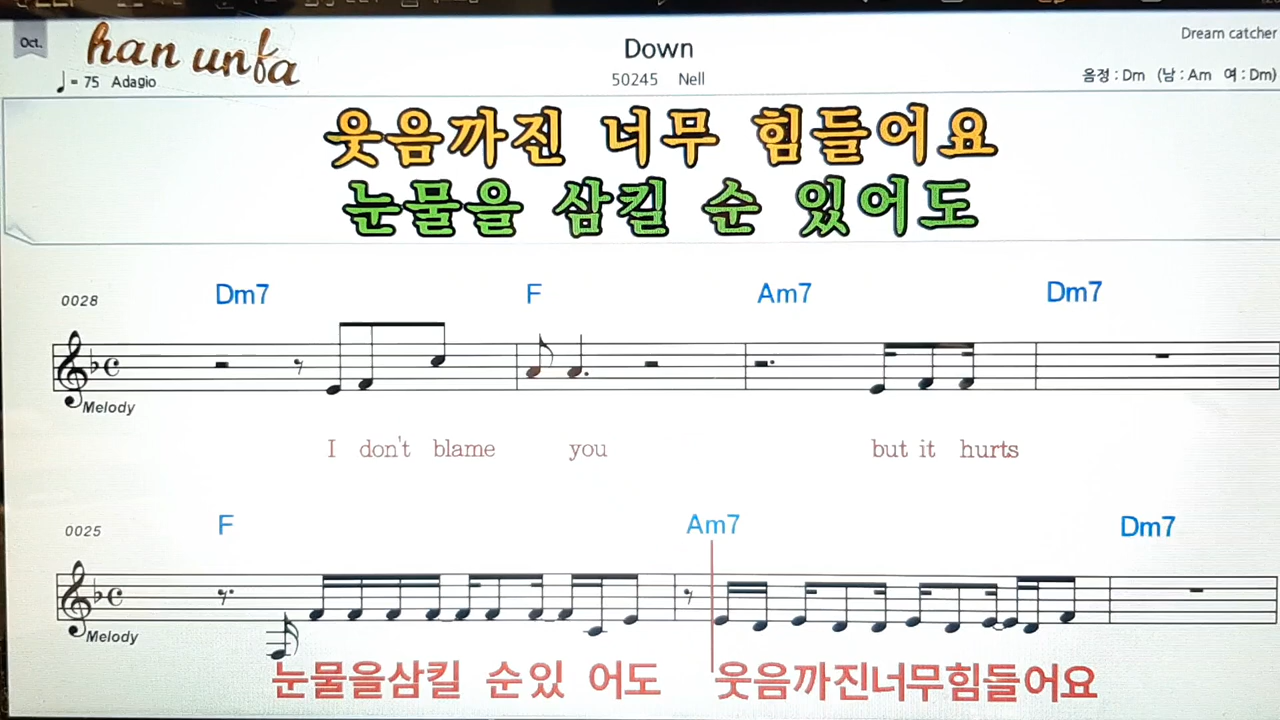 Oct.
han unfa
Down
Dream catcher
♩= 75 Adagio
50245 Nell
음정 : Dm (남 : Am 여 : Dm)
웃음까진 너무 힘들어요
눈물을 삼킬 순 있어도
0028 Dm7 F Am7 Dm7
Melody
I don't blame you but it hurts
0025 F Am7 Dm7
Melody
눈물을삼킬 순있 어도 웃음까진너무힘들어요